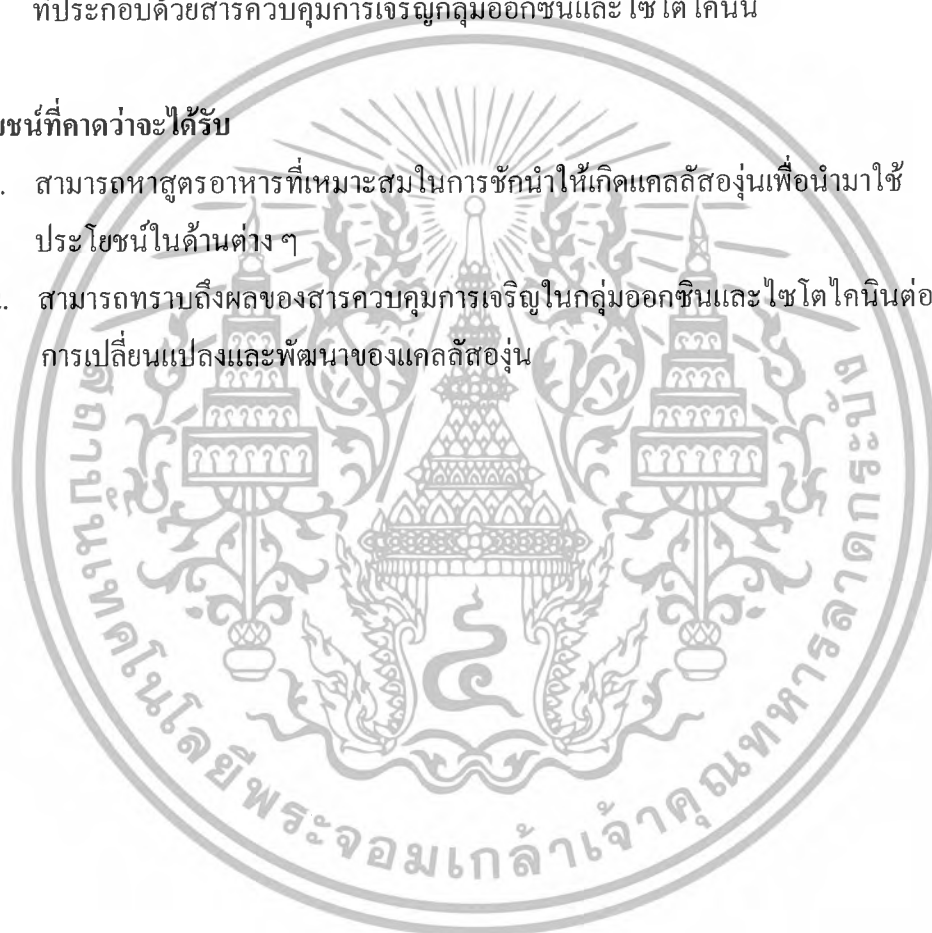 ที่ประกอบด้วยสารควบคุมการเจริญกลุ่มออกซินและไซโตไคนิน
ยชน์ที่คาดว่าจะได้รับ
. สามารถหาสูตรอาหารที่เหมาะสมในการชักนำให้เกิดแคลลัสองุ่นเพื่อนำมาใช้
ประโยชน์ในด้านต่าง ๆ
. สามารถทราบถึงผลของสารควบคุมการเจริญในกลุ่มออกซินและไซโตไคนินต่อ
การเปลี่ยนแปลงและพัฒนาของแคลลัสองุ่น
๔
สถาบันเทคโนโลยีพระจอมเกล้าเจ้าคุณทหารลาดกระบัง